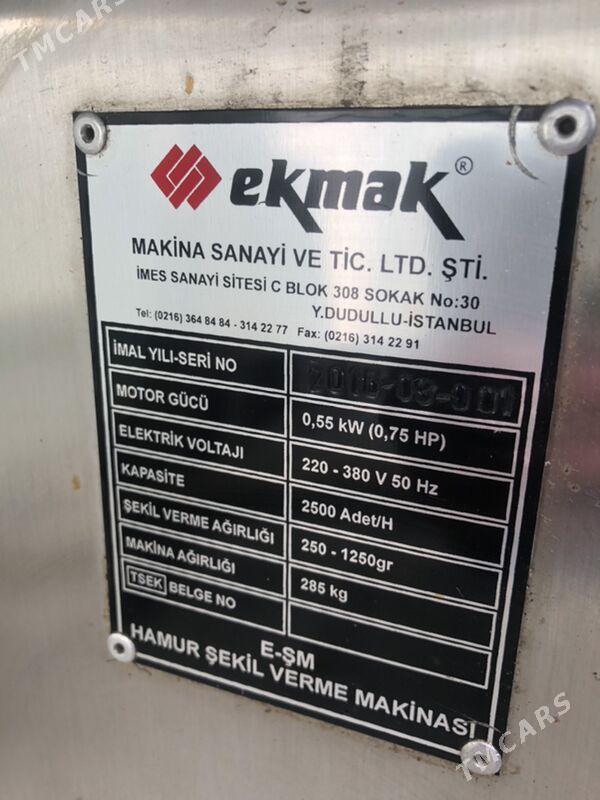 TMCARS
ekmak®
MAKİNA SANAYİ VE TİC. LTD. ŞTİ.
İMES SANAYİ SİTESİ C BLOK 308 SOKAK No:30
Y.DUDULLU-İSTANBUL
Tel: (0216) 364 84 84 - 314 22 77 Fax: (0216) 314 22 91
İMAL YILI-SERİ NO
MOTOR GÜCÜ 0,55 kW (0,75 HP)
ELEKTRİK VOLTAJI 220 - 380 V 50 Hz
KAPASİTE 2500 Adet/H
ŞEKİL VERME AĞIRLIĞI 250 - 1250gr
MAKİNA AĞIRLIĞI 285 kg
TSEK BELGE NO
E-ŞM
HAMUR ŞEKİL VERME MAKİNASI
TMCARS